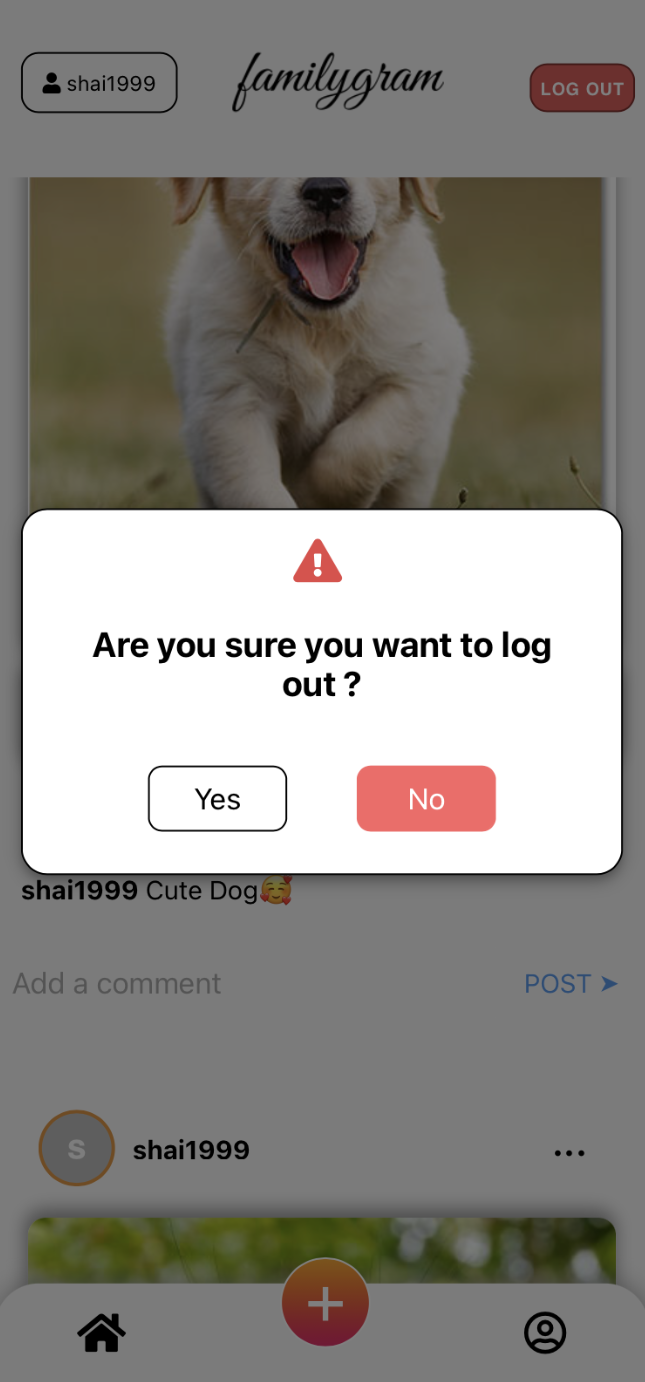 shai1999
familygram
LOG OUT
Are you sure you want to log
out ?
Yes
No
shai1999 Cute Dog🥰
Add a comment
POST ➤
S
shai1999